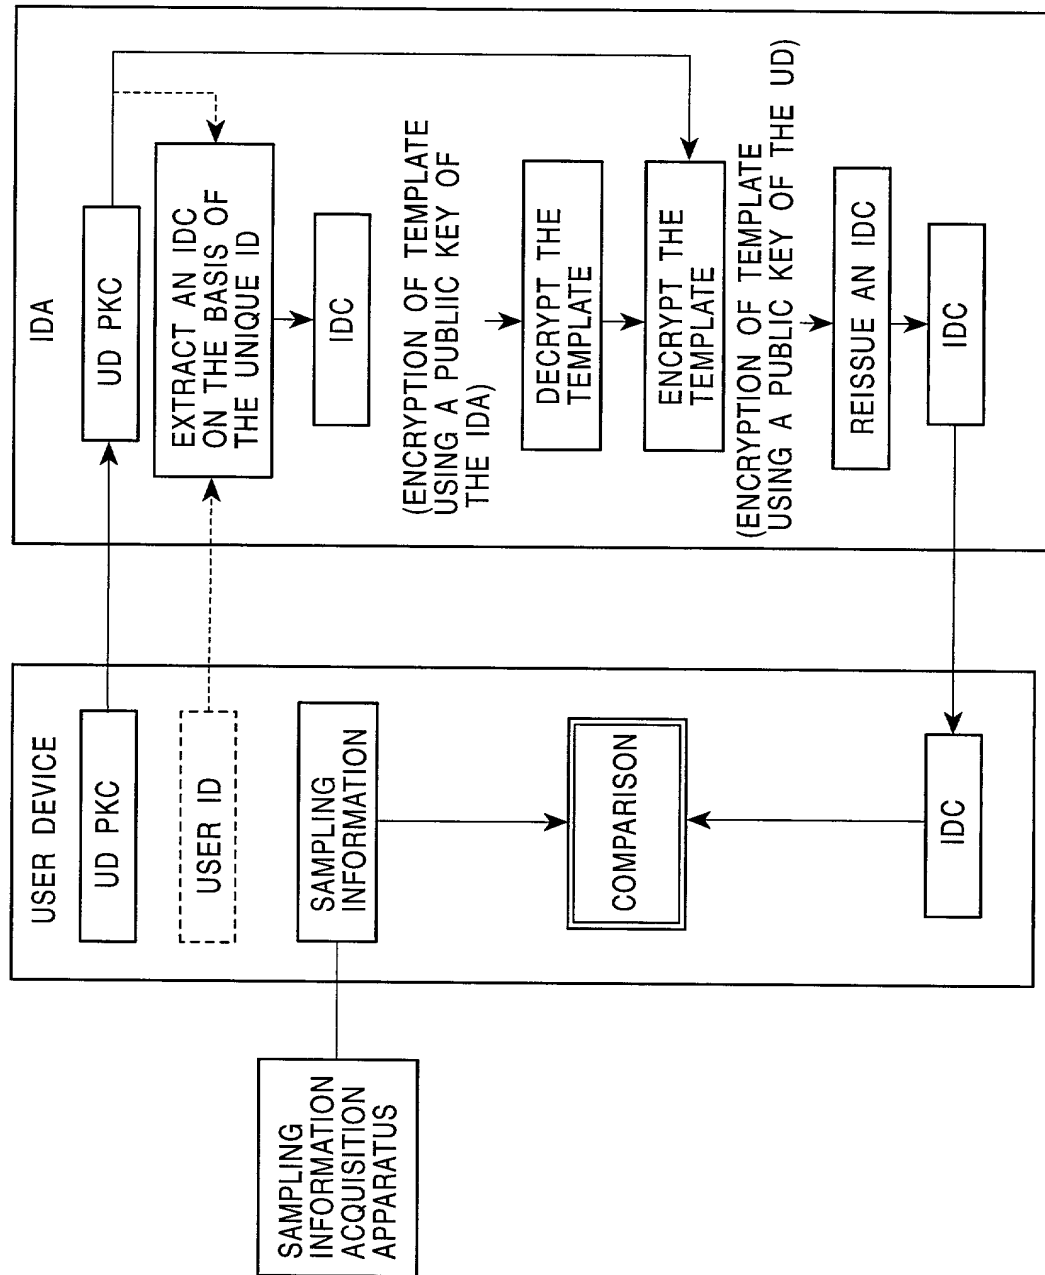 SAMPLING
INFORMATION
ACQUISITION
APPARATUS
USER DEVICE
UD PKC
USER ID
SAMPLING
INFORMATION
COMPARISON
IDC
IDA
UD PKC
EXTRACT AN IDC
ON THE BASIS OF
THE UNIQUE ID
IDC
(ENCRYPTION OF TEMPLATE
USING A PUBLIIC KEY OF
THE IDA)
DECRYPT THE
TEMPLATE
ENCRYPT THE
TEMPLATE
(ENCRYPTION OF TEMPLATE
USING A PUBLIC KEY OF THE UD)
REISSUE AN IDC
IDC